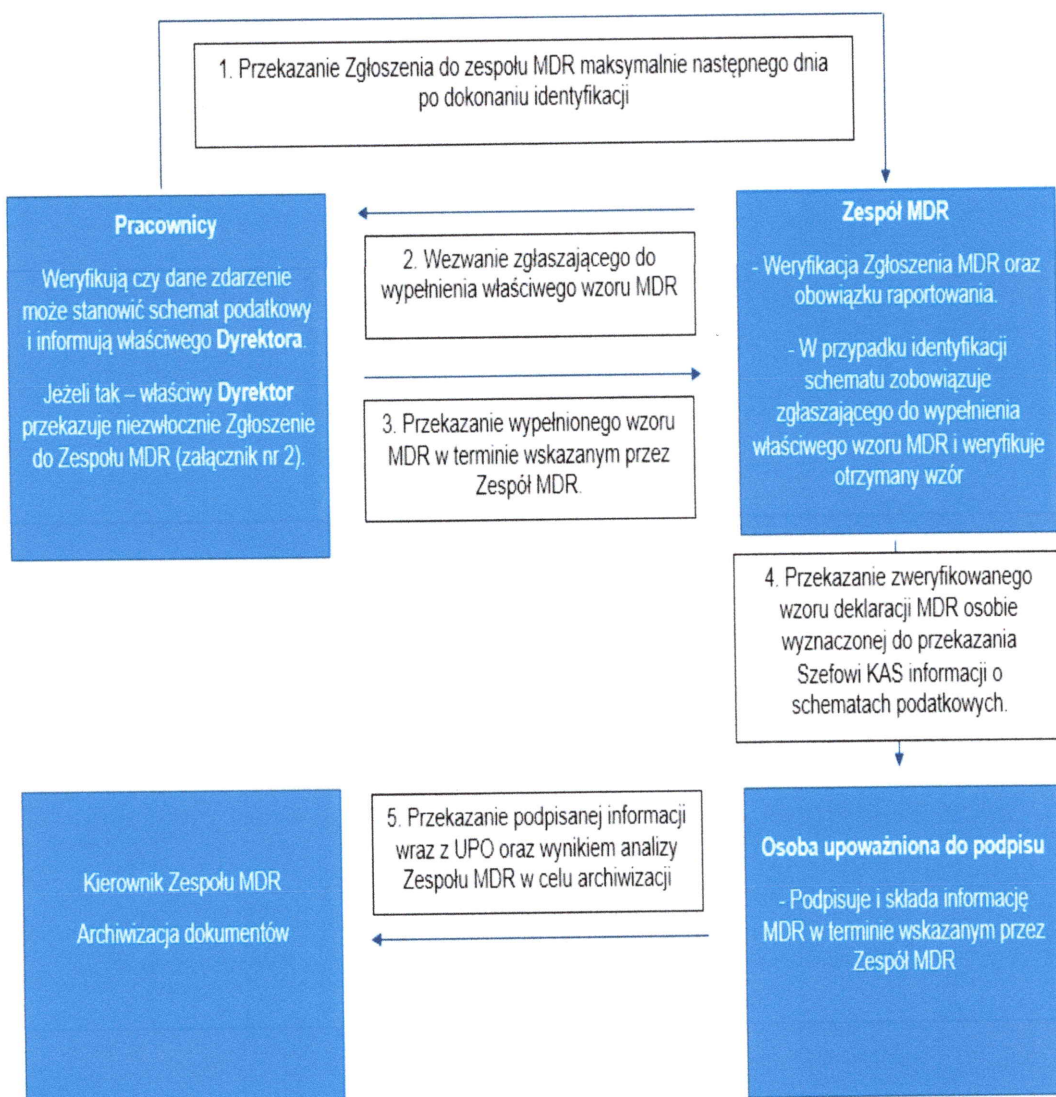 1. Przekazanie Zgłoszenia do zespołu MDR maksymalnie następnego dnia
po dokonaniu identyfikacji
Pracownicy
Weryfikują czy dane zdarzenie
może stanowić schemat podatkowy
i informują właściwego Dyrektora.
Jeżeli tak – właściwy Dyrektor
przekazuje niezwłocznie Zgłoszenie
do Zespołu MDR (załącznik nr 2).
2. Wezwanie zgłaszającego do
wypełnienia właściwego wzoru MDR
3. Przekazanie wypełnionego wzoru
MDR w terminie wskazanym przez
Zespół MDR.
Zespół MDR
- Weryfikacja Zgłoszenia MDR oraz
obowiązku raportowania.
- W przypadku identyfikacji
schematu zobowiązuje
zgłaszającego do wypełnienia
właściwego wzoru MDR i weryfikuje
otrzymany wzór
4. Przekazanie zweryfikowanego
wzoru deklaracji MDR osobie
wyznaczonej do przekazania
Szefowi KAS informacji o
schematach podatkowych.
Osoba upoważniona do podpisu
- Podpisuje i składa informację
MDR w terminie wskazanym przez
Zespół MDR
5. Przekazanie podpisanej informacji
wraz z UPO oraz wynikiem analizy
Zespołu MDR w celu archiwizacji
Kierownik Zespołu MDR
Archiwizacja dokumentów